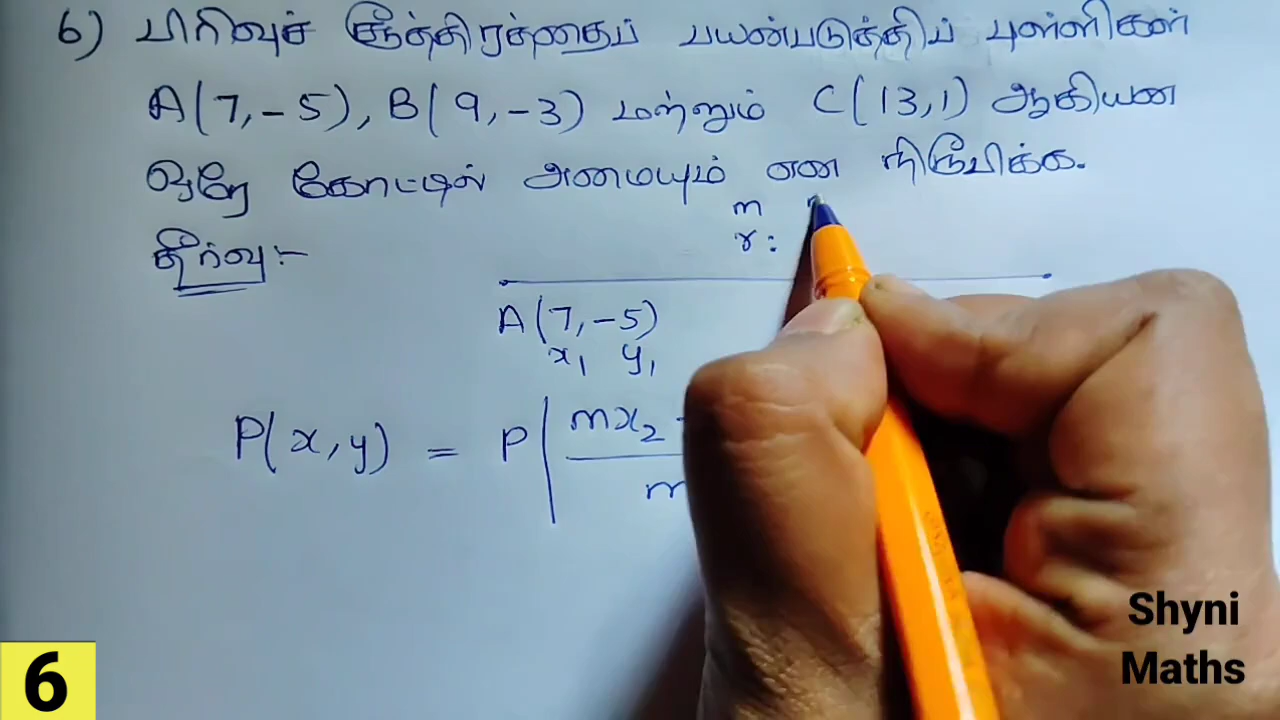 6) பிரிவுச் சூத்திரத்தைப் பயன்படுத்திப் புள்ளிகள்
A(7,-5), B(9,-3) மற்றும் C(13,1) ஆகியன
ஒரே கோட்டில் அமையும் என நிரூபிக்க.
m
r:
தீர்வு:-
A(7,-5)
x₁ y₁
P(x,y) = P( mx₂
m
Shyni
Maths
6